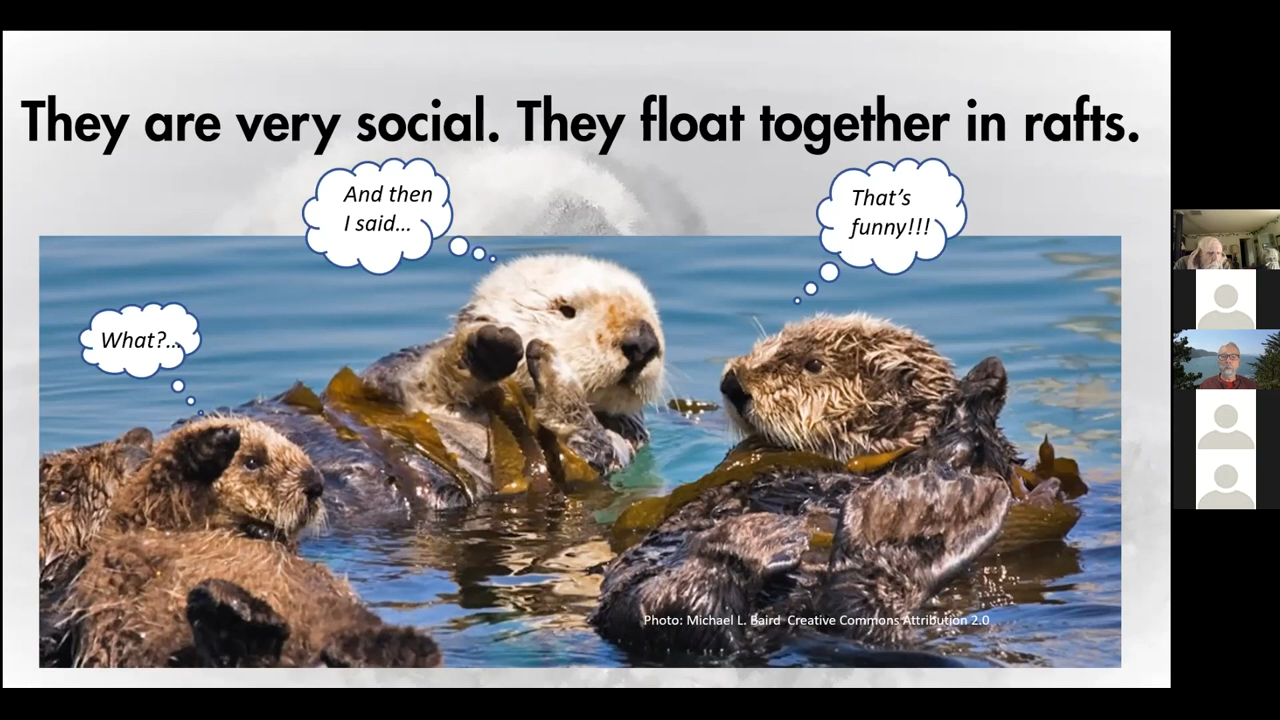 They are very social. They float together in rafts.
And then
I said...
That's
funny!!!
What?...
Photo: Michael L. Baird Creative Commons Attribution 2.0